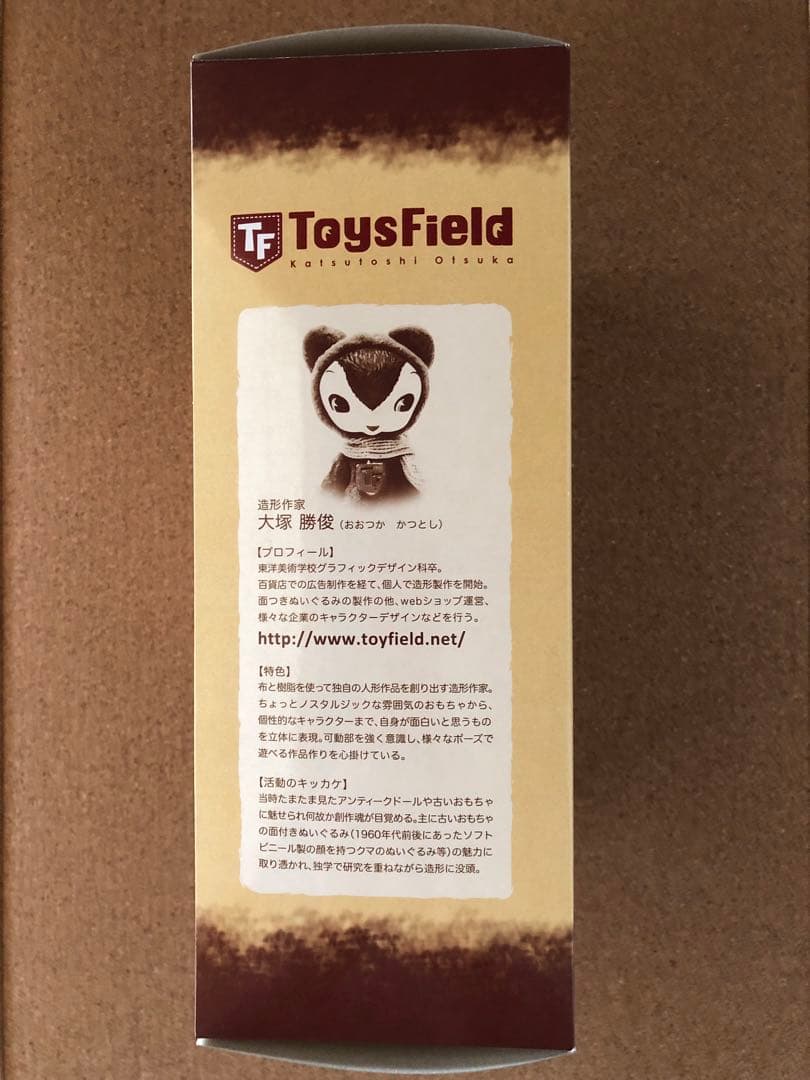 TF ToysField
Katsutoshi Otsuka
TF
造形作家
大塚 勝俊(おおつか かつとし)
【プロフィール】
東洋美術学校グラフィックデザイン科卒。
百貨店での広告制作を経て、個人で造形製作を開始。
面つきぬいぐるみの製作の他、webショップ運営、
様々な企業のキャラクターデザインなどを行う。
http://www.toyfield.net/
【特色】
布と樹脂を使って独自の人形作品を創り出す造形作家。
ちょっとノスタルジックな雰囲気のおもちゃから、
個性的なキャラクターまで、自身が面白いと思うもの
を立体に表現。可動部を強く意識し、様々なポーズで
遊べる作品作りを心掛けている。
【活動のキッカケ】
当時たまたま見たアンティークドールや古いおもちゃ
に魅せられ何故か創作魂が目覚める。主に古いおもちゃ
の面付きぬいぐるみ(1960年代前後にあったソフト
ビニール製の顔を持つクマのぬいぐるみ等)の魅力に
取り憑かれ、独学で研究を重ねながら造形に没頭。